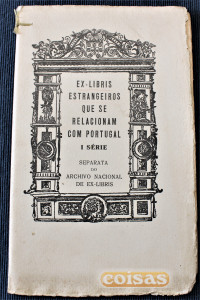 EX-LIBRIS
ESTRANGEIROS
QUE SE
RELACIONAM
COM PORTUGAL
I SÉRIE
SEPARATA
DO
ARCHIVO NACIONAL
DE EX-LIBRIS
coisas